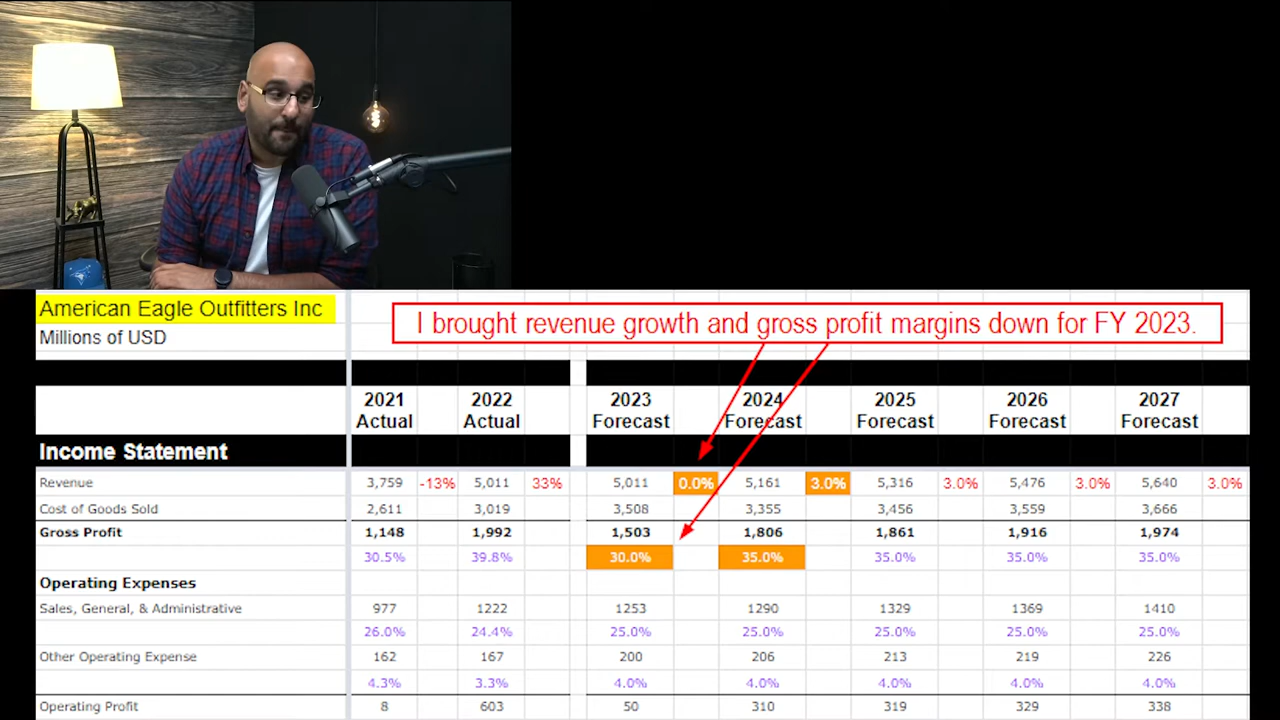 American Eagle Outfitters Inc
Millions of USD
I brought revenue growth and gross profit margins down for FY 2023.
2021 2022 2023 2024 2025 2026 2027
Actual Actual Forecast Forecast Forecast Forecast Forecast
Income Statement
Revenue 3,759 -13% 5,011 33% 5,011 0.0% 5,161 3.0% 5,316 3.0% 5,476 3.0% 5,640 3.0%
Cost of Goods Sold 2,611 3,019 3,508 3,355 3,456 3,559 3,666
Gross Profit 1,148 1,992 1,503 1,806 1,861 1,916 1,974
30.5% 39.8% 30.0% 35.0% 35.0% 35.0% 35.0%
Operating Expenses
Sales, General, & Administrative 977 1222 1253 1290 1329 1369 1410
26.0% 24.4% 25.0% 25.0% 25.0% 25.0% 25.0%
Other Operating Expense 162 167 200 206 213 219 226
4.3% 3.3% 4.0% 4.0% 4.0% 4.0% 4.0%
Operating Profit 8 603 50 310 319 329 338